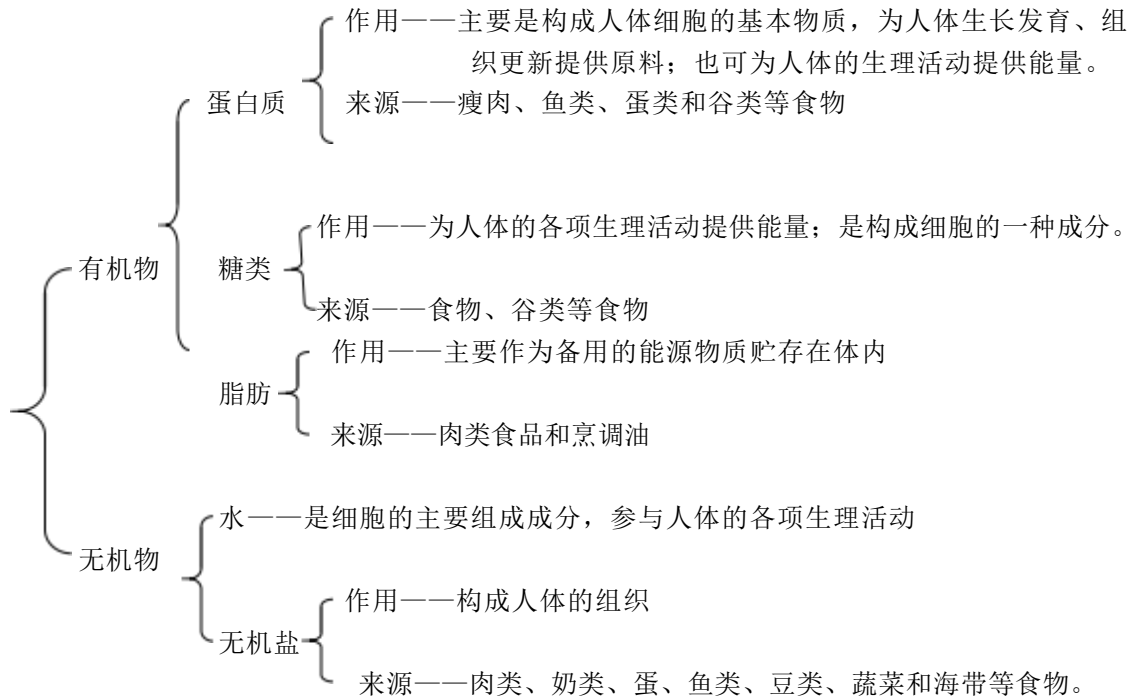 作用——主要是构成人体细胞的基本物质，为人体生长发育、组
织更新提供原料；也可为人体的生理活动提供能量。
蛋白质
来源——瘦肉、鱼类、蛋类和谷类等食物
作用——为人体的各项生理活动提供能量；是构成细胞的一种成分。
有机物
糖类
来源——食物、谷类等食物
作用——主要作为备用的能源物质贮存在体内
脂肪
来源——肉类食品和烹调油
水——是细胞的主要组成成分，参与人体的各项生理活动
无机物
作用——构成人体的组织
无机盐
来源——肉类、奶类、蛋、鱼类、豆类、蔬菜和海带等食物。